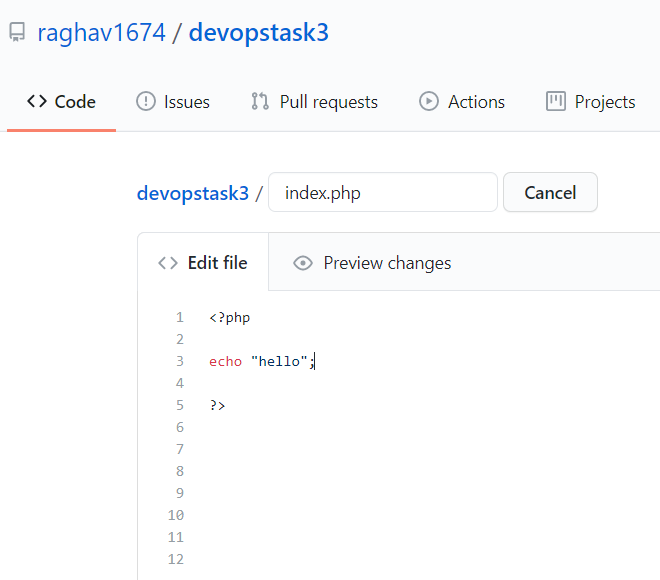 raghav1674 / devopstask3
Code Issues Pull requests Actions Projects
devopstask3 / index.php Cancel
Edit file Preview changes
1 <?php
2
3 echo "hello";
4
5 ?>
6
7
8
9
10
11
12